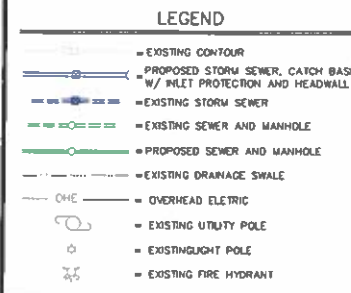 LEGEND
= EXISTING CONTOUR
= PROPOSED STORM SEWER, CATCH BASI
W/ INLET PROTECTION AND HEADWALL
= EXISTING STORM SEWER
= EXISTING SEWER AND MANHOLE
= PROPOSED SEWER AND MANHOLE
= EXISTING DRAINAGE SWALE
OHE = OVERHEAD ELETRIC
= EXISTING UTILITY POLE
= EXISTINGLIGHT POLE
= EXISTING FIRE HYDRANT